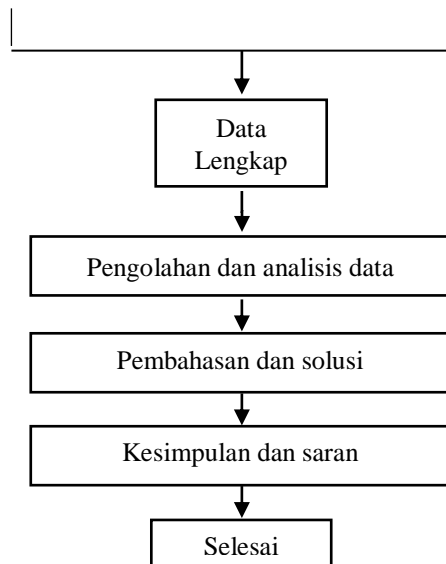 Data
Lengkap
Pengolahan dan analisis data
Pembahasan dan solusi
Kesimpulan dan saran
Selesai